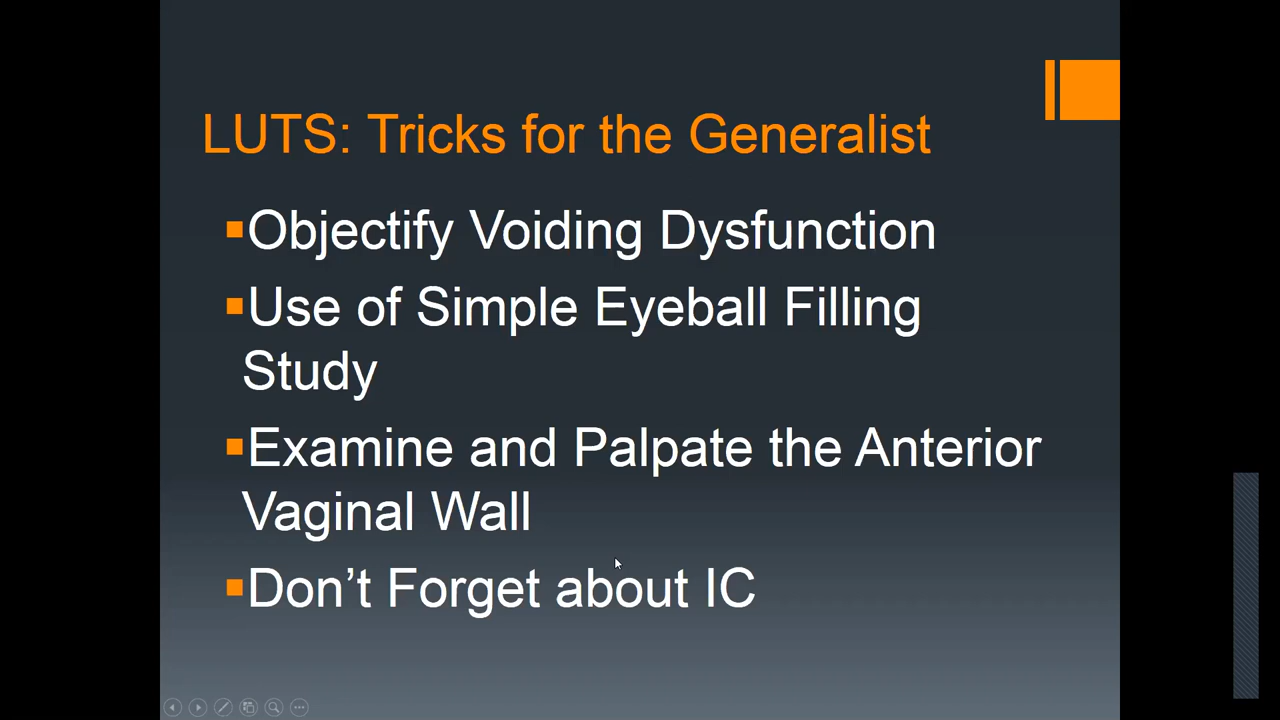 LUTS: Tricks for the Generalist
Objectify Voiding Dysfunction
Use of Simple Eyeball Filling
Study
Examine and Palpate the Anterior
Vaginal Wall
Don’t Forget about IC